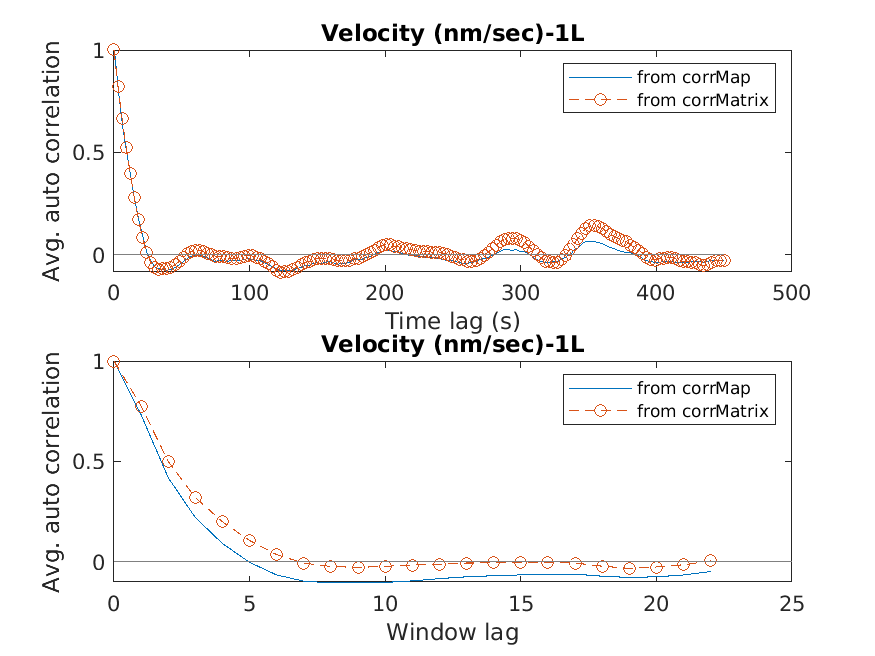 Velocity (nm/sec)-1L
Avg. auto correlation
1
0.5
0
from corrMap
from corrMatrix
0 100 200 300 400 500
Time lag (s)
Velocity (nm/sec)-1L
Avg. auto correlation
1
0.5
0
from corrMap
from corrMatrix
0 5 10 15 20 25
Window lag